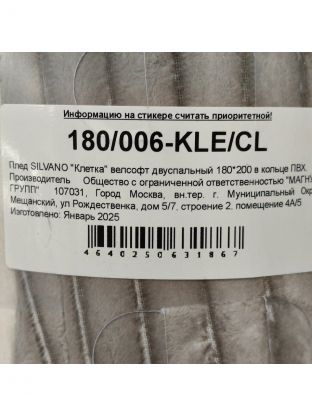 Информацию на стикере считать приоритетной!
180/006-KLE/CL
Плед SILVANO "Клетка" велсофт двуспальный 180*200 в кольце ПВХ.
Производитель Общество с ограниченной ответственностью "МАГНУ
ГРУПП" 107031, Город Москва, вн.тер. г. Муниципальный Окр
Мещанский, ул Рождественка, дом 5/7, строение 2, помещение 4А/5
Изготовлено: Январь 2025
4640250631867